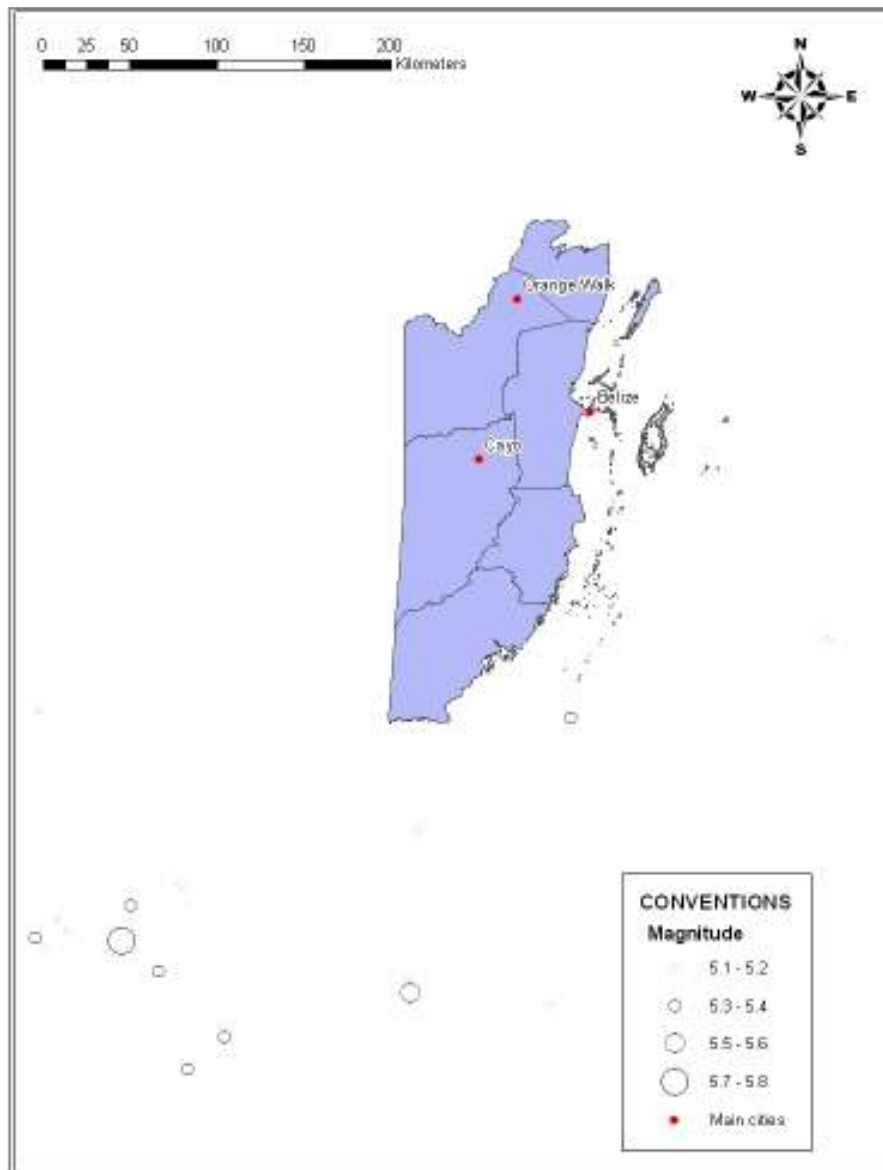 0 25 50 100 150 200
Kilometers
N
W E
S
Orange Walk
Belize
Cayo
CONVENTIONS
Magnitude
5.1 - 5.2
5.3 - 5.4
5.5 - 5.6
5.7 - 5.8
Main cities